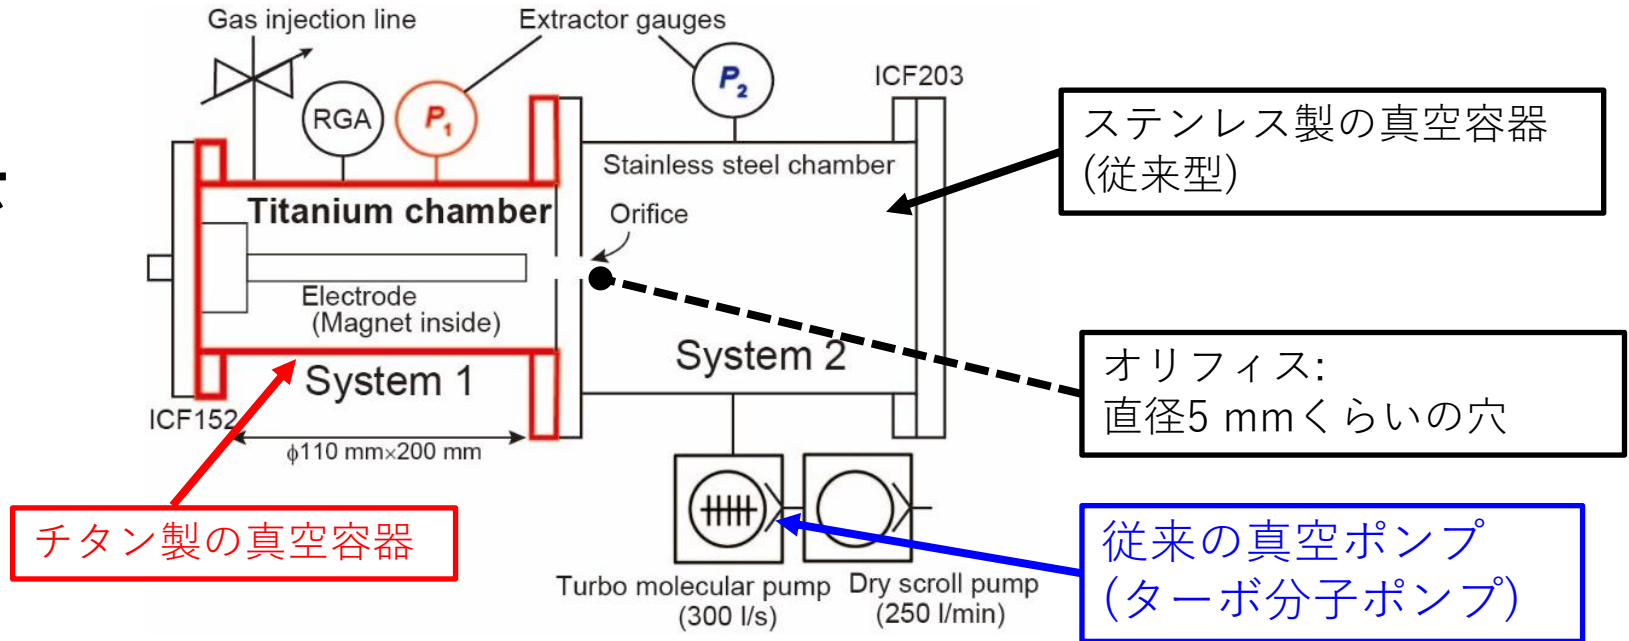 Gas injection line
Extractor gauges
RGA
P1
P2
ICF203
Stainless steel chamber
Titanium chamber
Orifice
Electrode
(Magnet inside)
System 1
System 2
ICF152
φ110 mm×200 mm
Turbo molecular pump
(300 l/s)
Dry scroll pump
(250 l/min)
ステンレス製の真空容器
(従来型)
オリフィス:
直径5 mmくらいの穴
チタン製の真空容器
従来の真空ポンプ
(ターボ分子ポンプ)